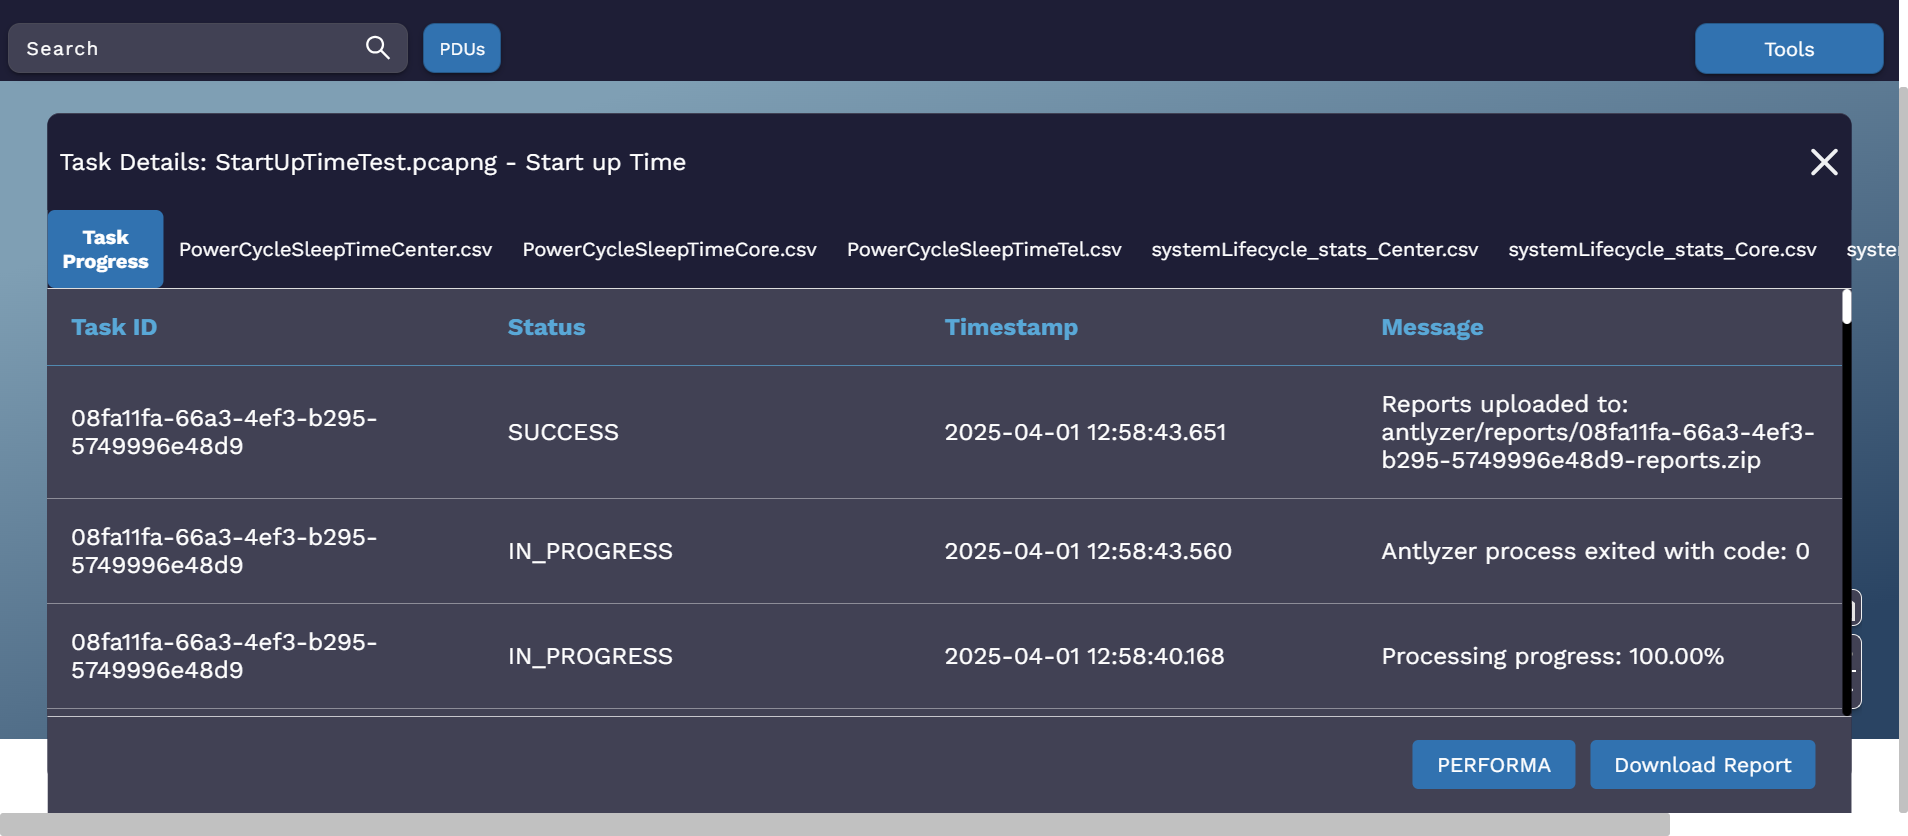 Search
PDUs
Tools
Task Details: StartUpTimeTest.pcapng - Start up Time
Task
Progress
PowerCycleSleepTimeCenter.csv
PowerCycleSleepTimeCore.csv
PowerCycleSleepTimeTel.csv
systemLifecycle_stats_Center.csv
systemLifecycle_stats_Core.csv
syste
Task ID
Status
Timestamp
Message
08fa11fa-66a3-4ef3-b295-
5749996e48d9
SUCCESS
2025-04-01 12:58:43.651
Reports uploaded to:
antlyzer/reports/08fa11fa-66a3-4ef3-
b295-5749996e48d9-reports.zip
08fa11fa-66a3-4ef3-b295-
5749996e48d9
IN_PROGRESS
2025-04-01 12:58:43.560
Antlyzer process exited with code: 0
08fa11fa-66a3-4ef3-b295-
5749996e48d9
IN_PROGRESS
2025-04-01 12:58:40.168
Processing progress: 100.00%
PERFORMA
Download Report